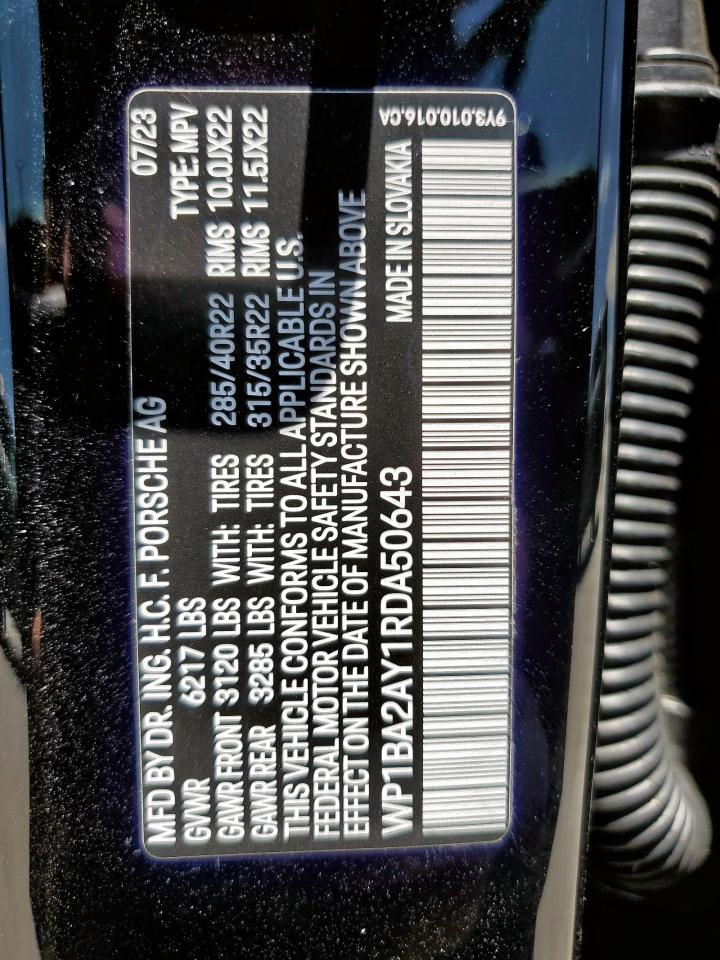 MFD BY DR. ING. H.C. F. PORSCHE AG 07/23
GVWR 6217 LBS TYPE: MPV
GAWR FRONT 3120 LBS WITH: TIRES 285/40R22 RIMS 10.0JX22
GAWR REAR 3285 LBS WITH: TIRES 315/35R22 RIMS 11.5JX22
THIS VEHICLE CONFORMS TO ALL APPLICABLE U.S.
FEDERAL MOTOR VEHICLE SAFETY STANDARDS IN
EFFECT ON THE DATE OF MANUFACTURE SHOWN ABOVE
WP1BA2AY1RDA50643 MADE IN SLOVAKIA 9Y3.010.016.CA